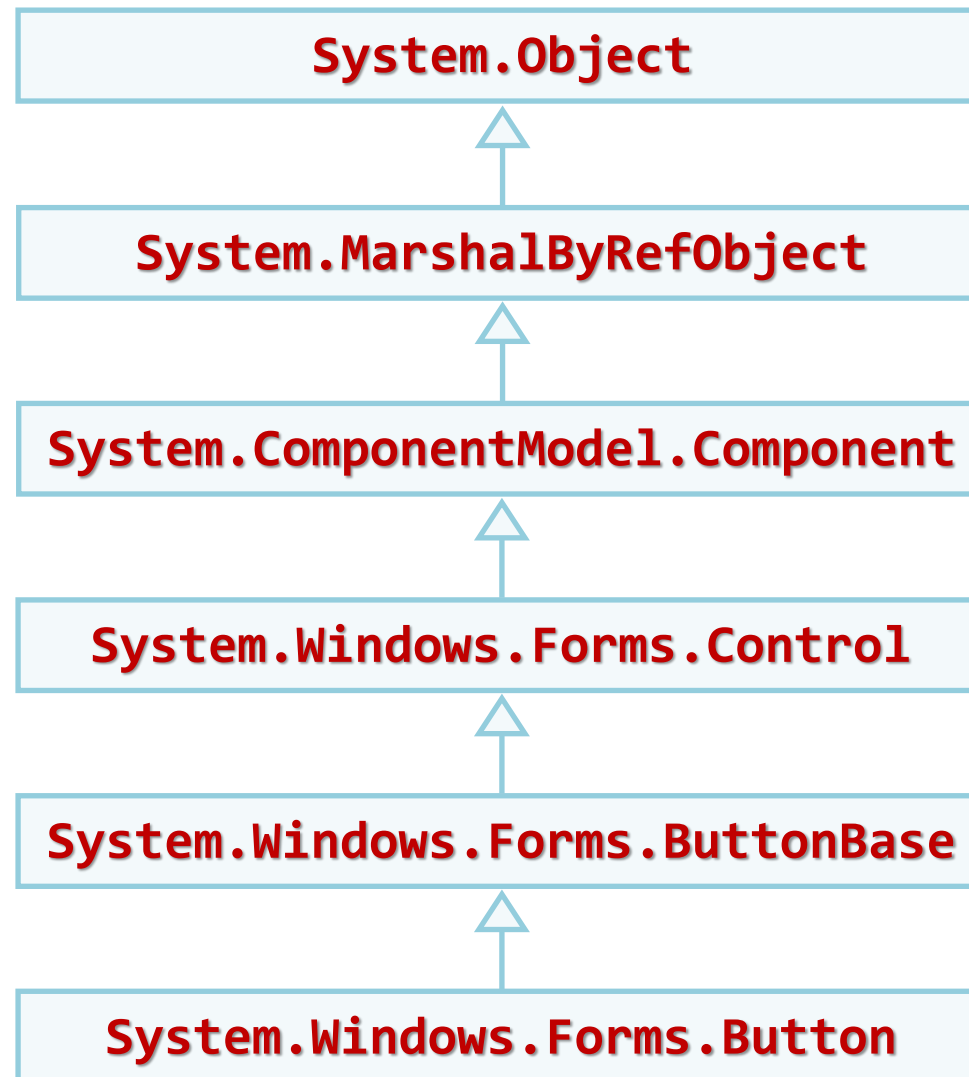 System.Object
System.MarshalByRefObject
System.ComponentModel.Component
System.Windows.Forms.Control
System.Windows.Forms.ButtonBase
System.Windows.Forms.Button